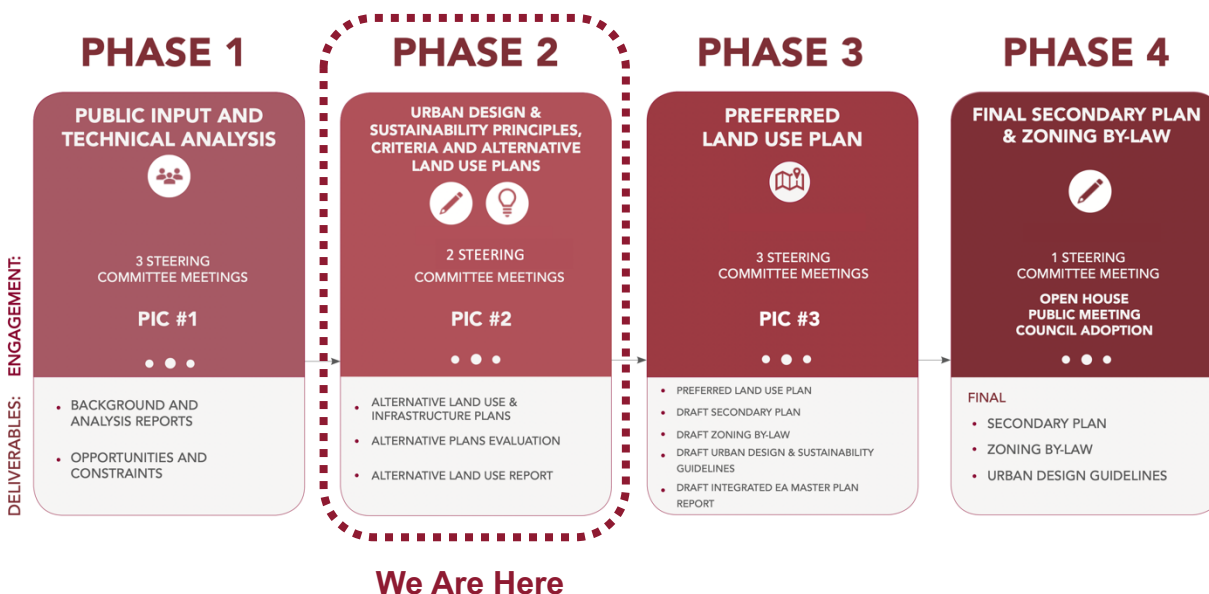 PHASE 1
PUBLIC INPUT AND
TECHNICAL ANALYSIS
3 STEERING
COMMITTEE MEETINGS
PIC #1
• BACKGROUND AND
ANALYSIS REPORTS
• OPPORTUNITIES AND
CONSTRAINTS
PHASE 2
URBAN DESIGN &
SUSTAINABILITY PRINCIPLES,
CRITERIA AND ALTERNATIVE
LAND USE PLANS
2 STEERING
COMMITTEE MEETINGS
PIC #2
• ALTERNATIVE LAND USE &
INFRASTRUCTURE PLANS
• ALTERNATIVE PLANS EVALUATION
• ALTERNATIVE LAND USE REPORT
PHASE 3
PREFERRED
LAND USE PLAN
3 STEERING
COMMITTEE MEETINGS
PIC #3
• PREFERRED LAND USE PLAN
• DRAFT SECONDARY PLAN
• DRAFT ZONING BY-LAW
• DRAFT URBAN DESIGN & SUSTAINABILITY
GUIDELINES
• DRAFT INTEGRATED EA MASTER PLAN
REPORT
PHASE 4
FINAL SECONDARY PLAN
& ZONING BY-LAW
1 STEERING
COMMITTEE MEETING
OPEN HOUSE
PUBLIC MEETING
COUNCIL ADOPTION
FINAL
• SECONDARY PLAN
• ZONING BY-LAW
• URBAN DESIGN GUIDELINES
ENGAGEMENT:
DELIVERABLES:
We Are Here